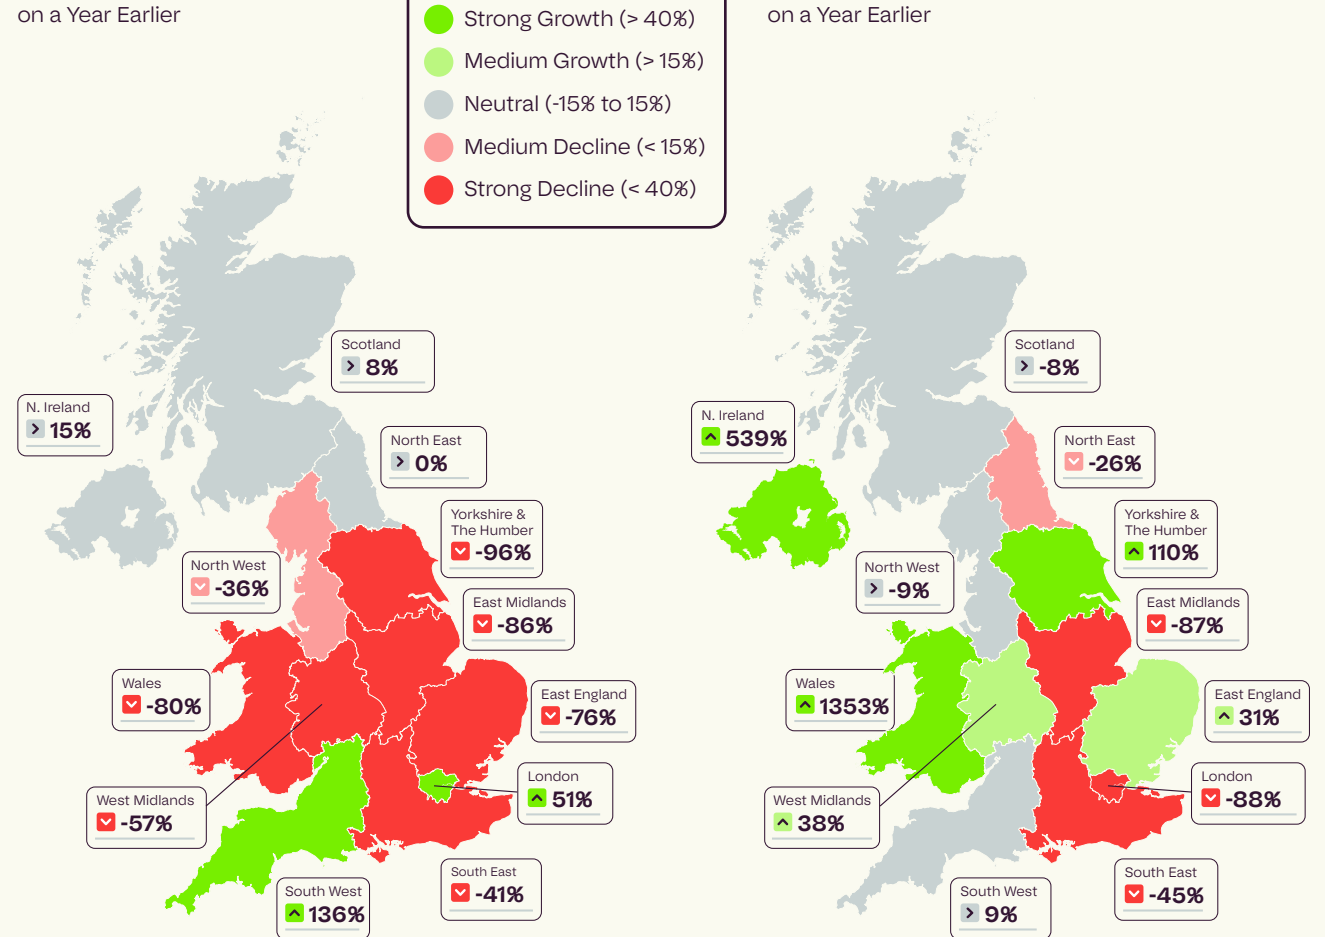 on a Year Earlier
Strong Growth (> 40%)
Medium Growth (> 15%)
Neutral (-15% to 15%)
Medium Decline (< 15%)
Strong Decline (< 40%)
Scotland
8%
N. Ireland
15%
North East
0%
Yorkshire &
The Humber
-96%
North West
-36%
East Midlands
-86%
Wales
-80%
East England
-76%
London
51%
West Midlands
-57%
South East
-41%
South West
136%
on a Year Earlier
Scotland
-8%
N. Ireland
539%
North East
-26%
Yorkshire &
The Humber
110%
North West
-9%
East Midlands
-87%
Wales
1353%
East England
31%
London
-88%
West Midlands
38%
South East
-45%
South West
9%